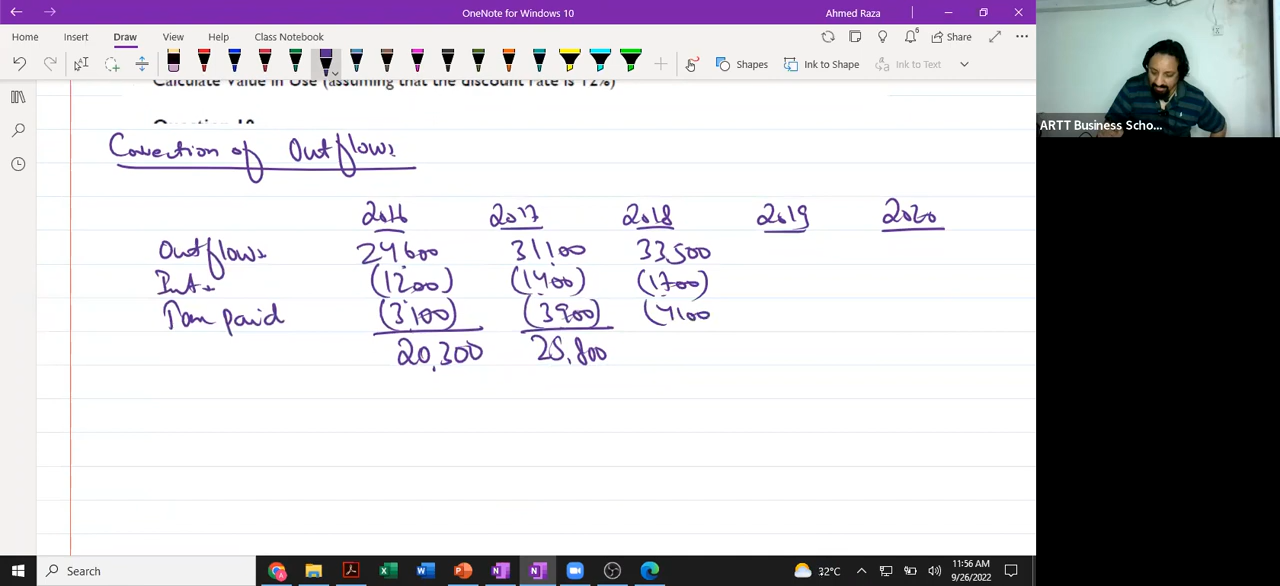 OneNote for Windows 10
Ahmed Raza
Home Insert Draw View Help Class Notebook
Share
Shapes Ink to Shape Ink to Text
Calculate Value in Use (assuming that the discount rate is 12%)
Correction of Outflows
2016 2017 2018 2019 2020
Outflows 24600 31100 33500
Int. (1200) (1400) (1700)
Tax paid (3100) (3900) (4100
20,300 25,800
ARTT Business Scho...
Search
32°C
11:56 AM
9/26/2022